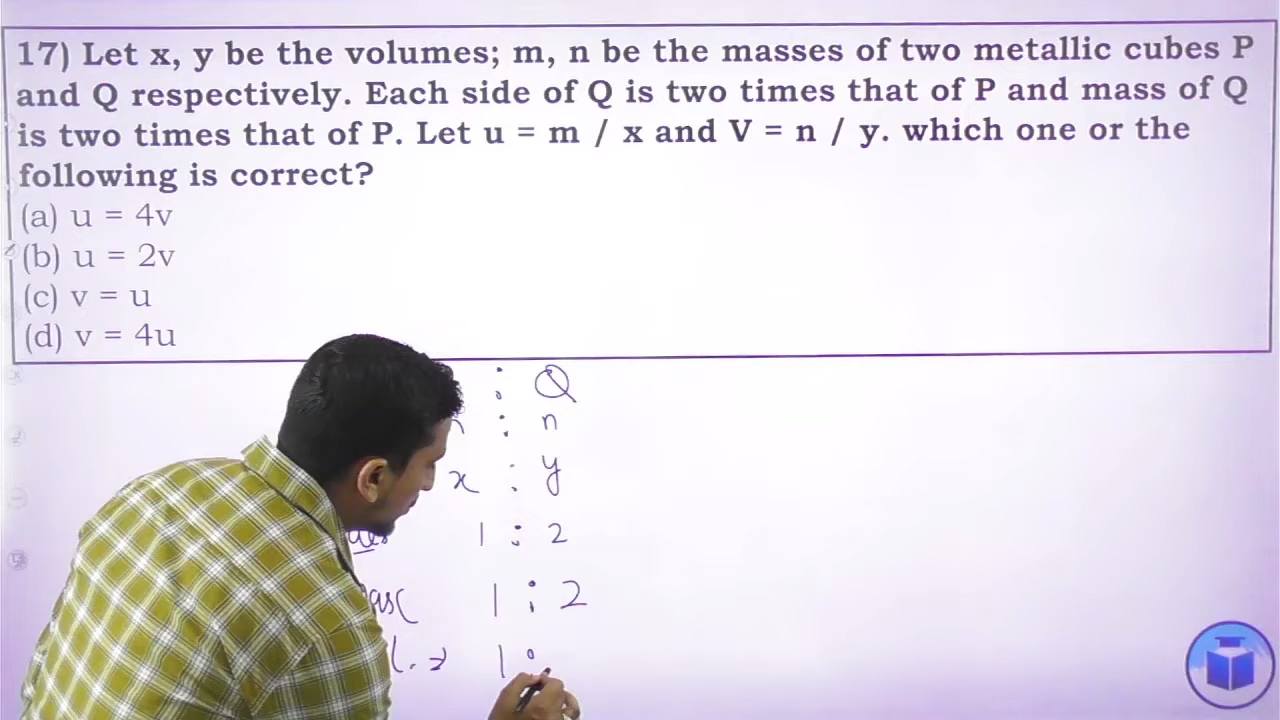 17) Let x, y be the volumes; m, n be the masses of two metallic cubes P
and Q respectively. Each side of Q is two times that of P and mass of Q
is two times that of P. Let u = m / x and V = n / y. which one or the
following is correct?
(a) u = 4v
(b) u = 2v
(c) v = u
(d) v = 4u
: Q
: n
x : y
1 : 2
1 : 2
1 :